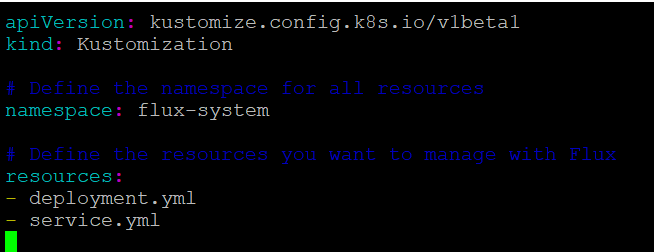 apiVersion: kustomize.config.k8s.io/v1beta1
kind: Kustomization
# Define the namespace for all resources
namespace: flux-system
# Define the resources you want to manage with Flux
resources:
- deployment.yml
- service.yml